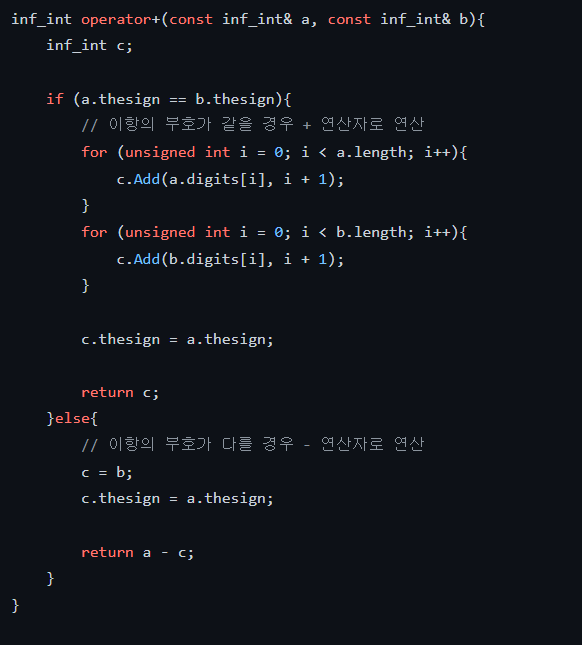 inf_int operator+(const inf_int& a, const inf_int& b){
    inf_int c;

    if (a.thesign == b.thesign){
        // 이항의 부호가 같을 경우 + 연산자로 연산
        for (unsigned int i = 0; i < a.length; i++){
            c.Add(a.digits[i], i + 1);
        }
        for (unsigned int i = 0; i < b.length; i++){
            c.Add(b.digits[i], i + 1);
        }

        c.thesign = a.thesign;

        return c;
    }else{
        // 이항의 부호가 다를 경우 - 연산자로 연산
        c = b;
        c.thesign = a.thesign;

        return a - c;
    }
}